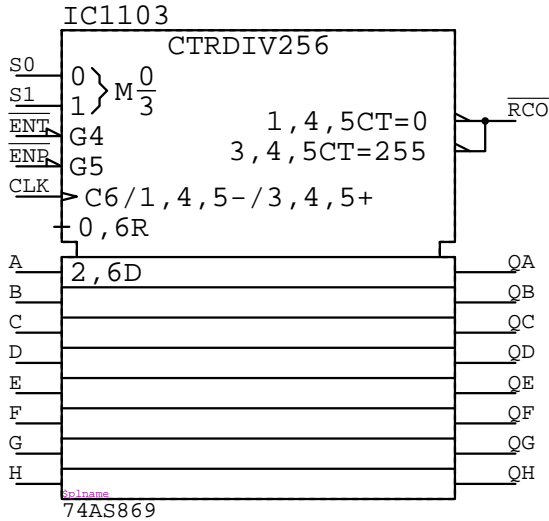 IC1103
CTRDIV256
S0
0
M 0/3
S1
1
1,4,5CT=0
RCO
ENT
G4
3,4,5CT=255
ENP
G5
CLK
C6/1,4,5-/3,4,5+
0,6R
A
2,6D
QA
B
QB
C
QC
D
QD
E
QE
F
QF
G
QG
H
QH
$plname
74AS869